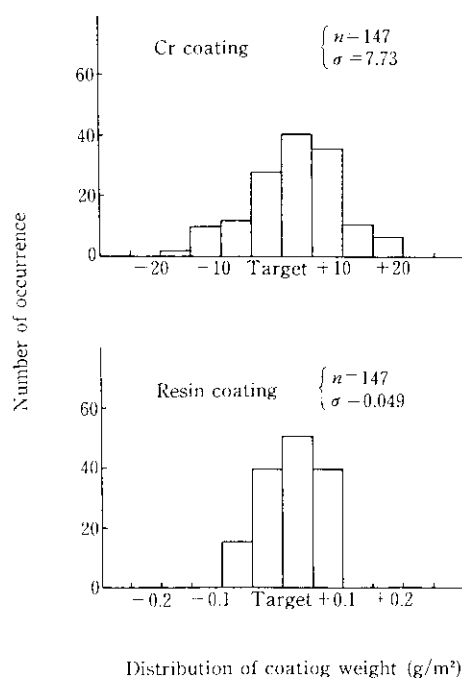 Cr coating
n=147
σ=7.73
60
40
20
0
-20 -10 Target +10 +20
Number of occurrence
Resin coating
n=147
σ=0.049
60
40
20
0
-0.2 -0.1 Target +0.1 +0.2
Distribution of coatiog weight (g/m²)